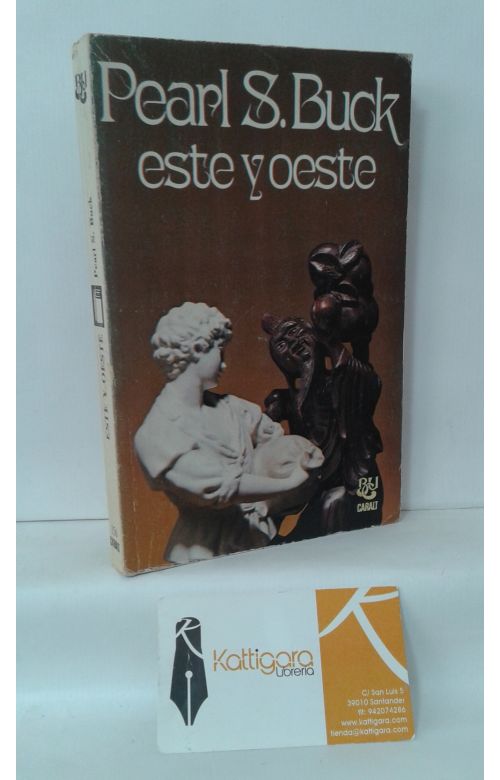 Pearl S. Buck
este y oeste
Pearl S. Buck
ESTE Y OESTE
CARALT
CARALT
Kattigara
Librería
C/ San Luis 5
39010 Santander
tlf: 942074286
www.kattigara.com
tienda@kattigara.com